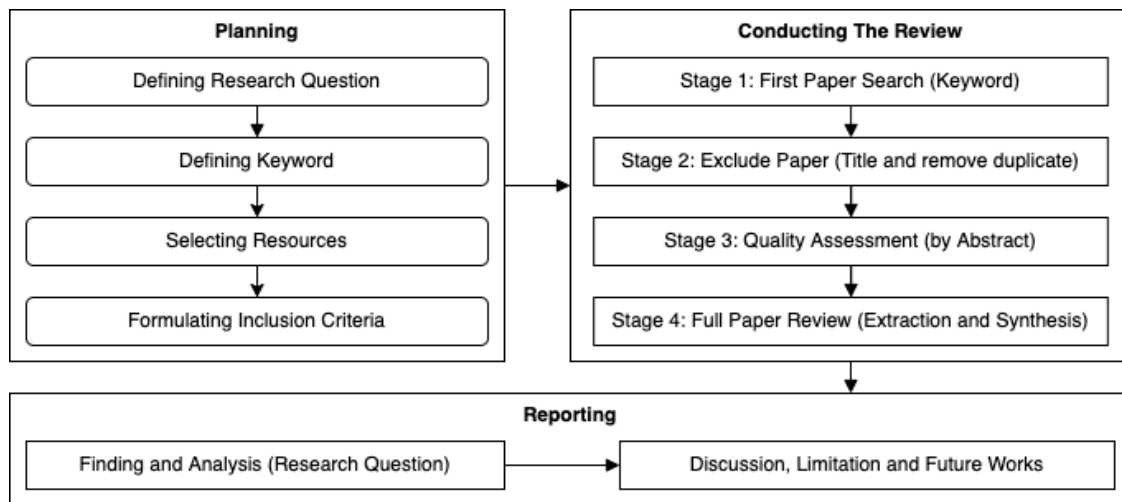 Planning
Defining Research Question
Defining Keyword
Selecting Resources
Formulating Inclusion Criteria
Conducting The Review
Stage 1: First Paper Search (Keyword)
Stage 2: Exclude Paper (Title and remove duplicate)
Stage 3: Quality Assessment (by Abstract)
Stage 4: Full Paper Review (Extraction and Synthesis)
Reporting
Finding and Analysis (Research Question)
Discussion, Limitation and Future Works